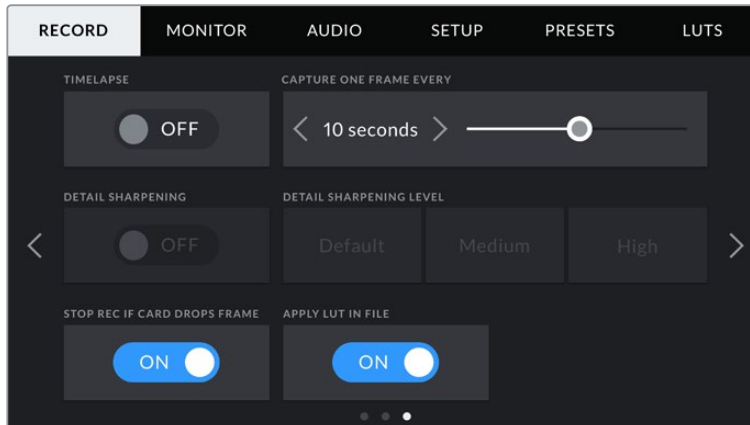 RECORD MONITOR AUDIO SETUP PRESETS LUTS
TIMELAPSE CAPTURE ONE FRAME EVERY
OFF 10 seconds
DETAIL SHARPENING DETAIL SHARPENING LEVEL
OFF Default Medium High
STOP REC IF CARD DROPS FRAME APPLY LUT IN FILE
ON ON